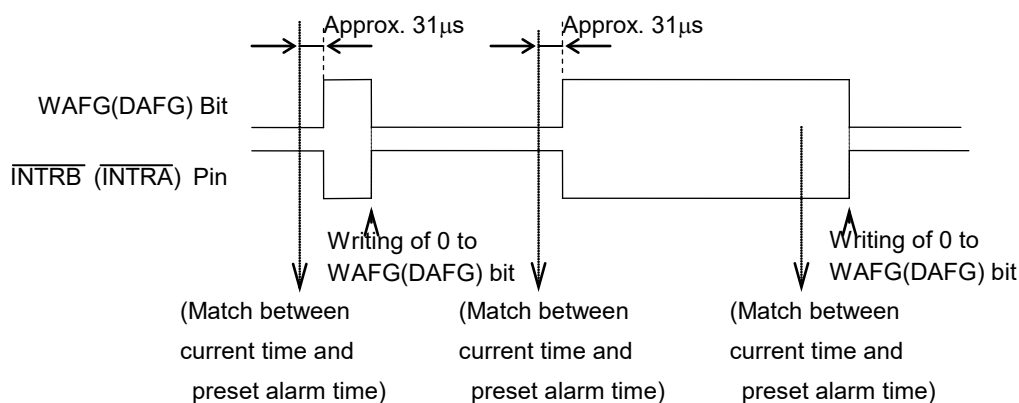 Approx. 31μs
Approx. 31μs
WAFG(DAFG) Bit
INTRB (INTRA) Pin
Writing of 0 to
WAFG(DAFG) bit
Writing of 0 to
WAFG(DAFG) bit
(Match between
current time and
preset alarm time)
(Match between
current time and
preset alarm time)
(Match between
current time and
preset alarm time)